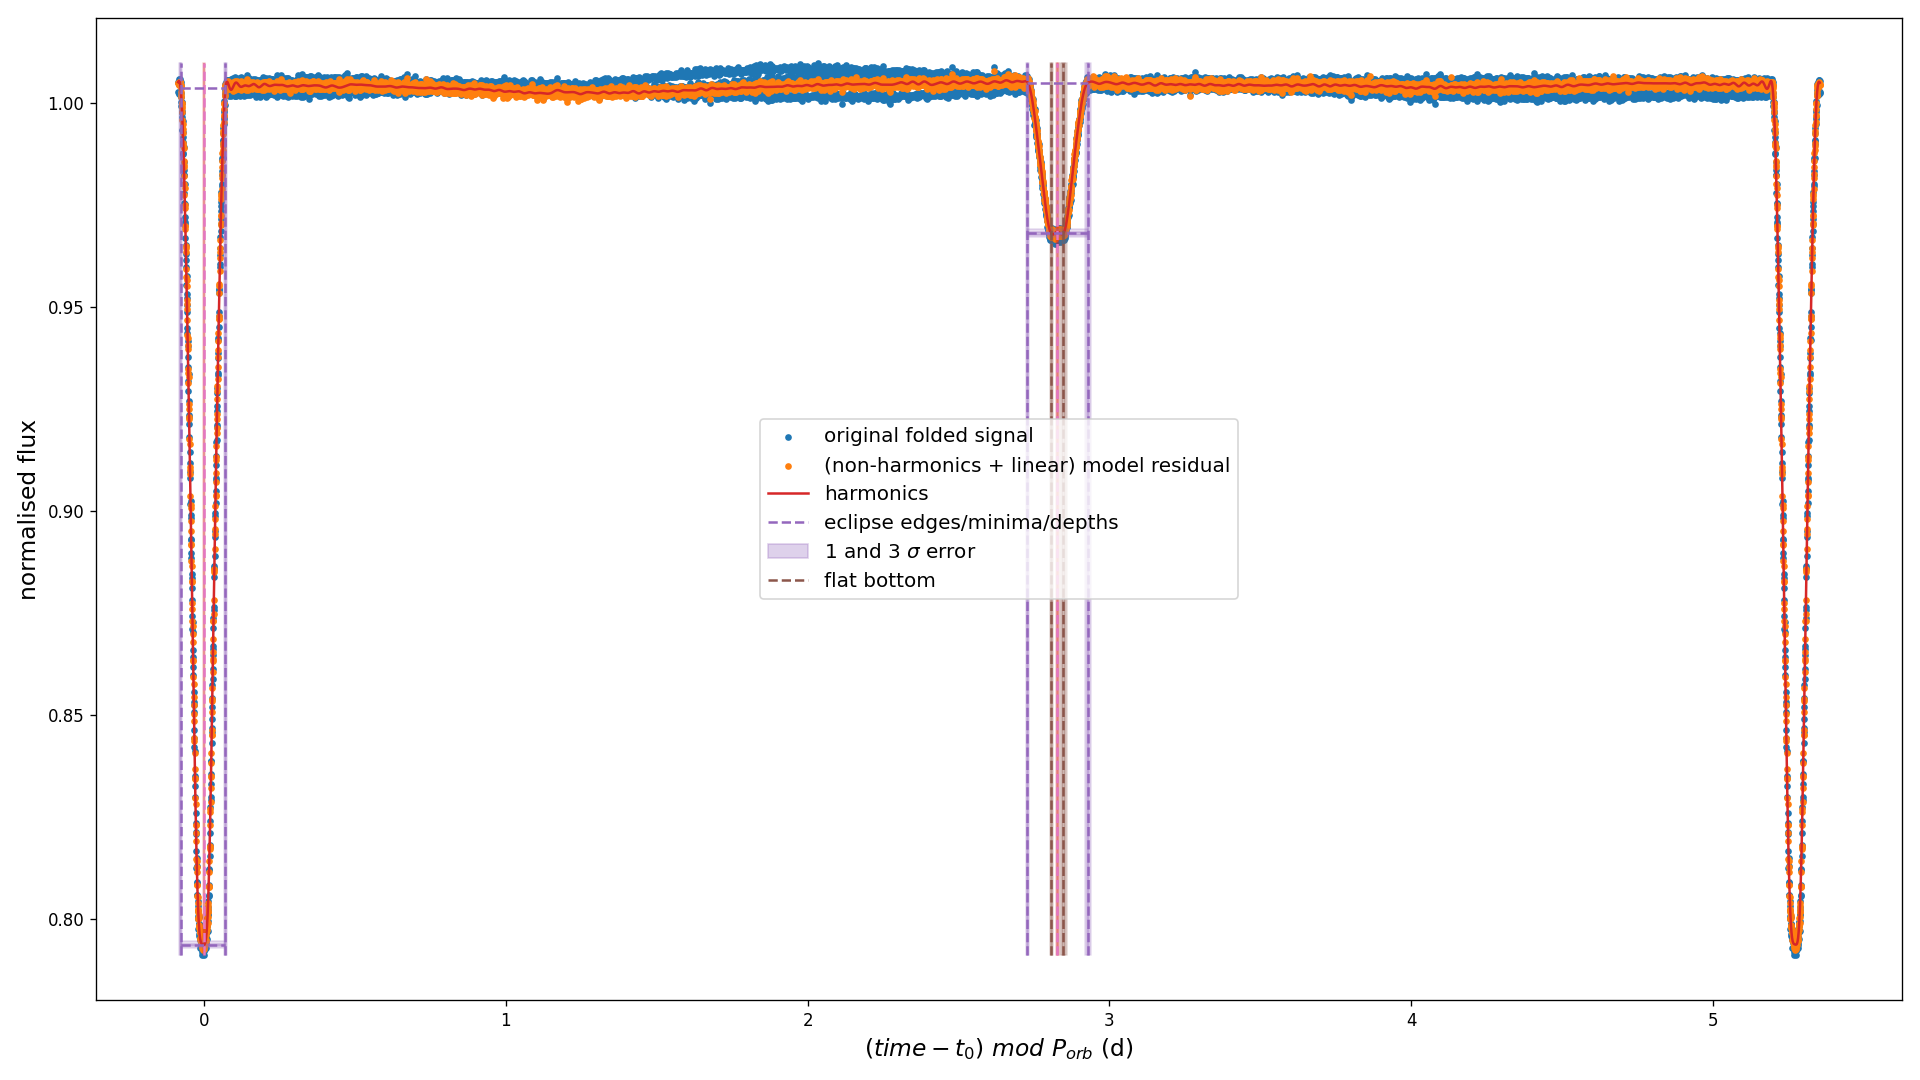 normalised flux
1.00
0.95
0.90
0.85
0.80
original folded signal
(non-harmonics + linear) model residual
harmonics
eclipse edges/minima/depths
1 and 3 σ error
flat bottom
0 1 2 3 4 5
(time − t₀) mod Pₒᵣb (d)